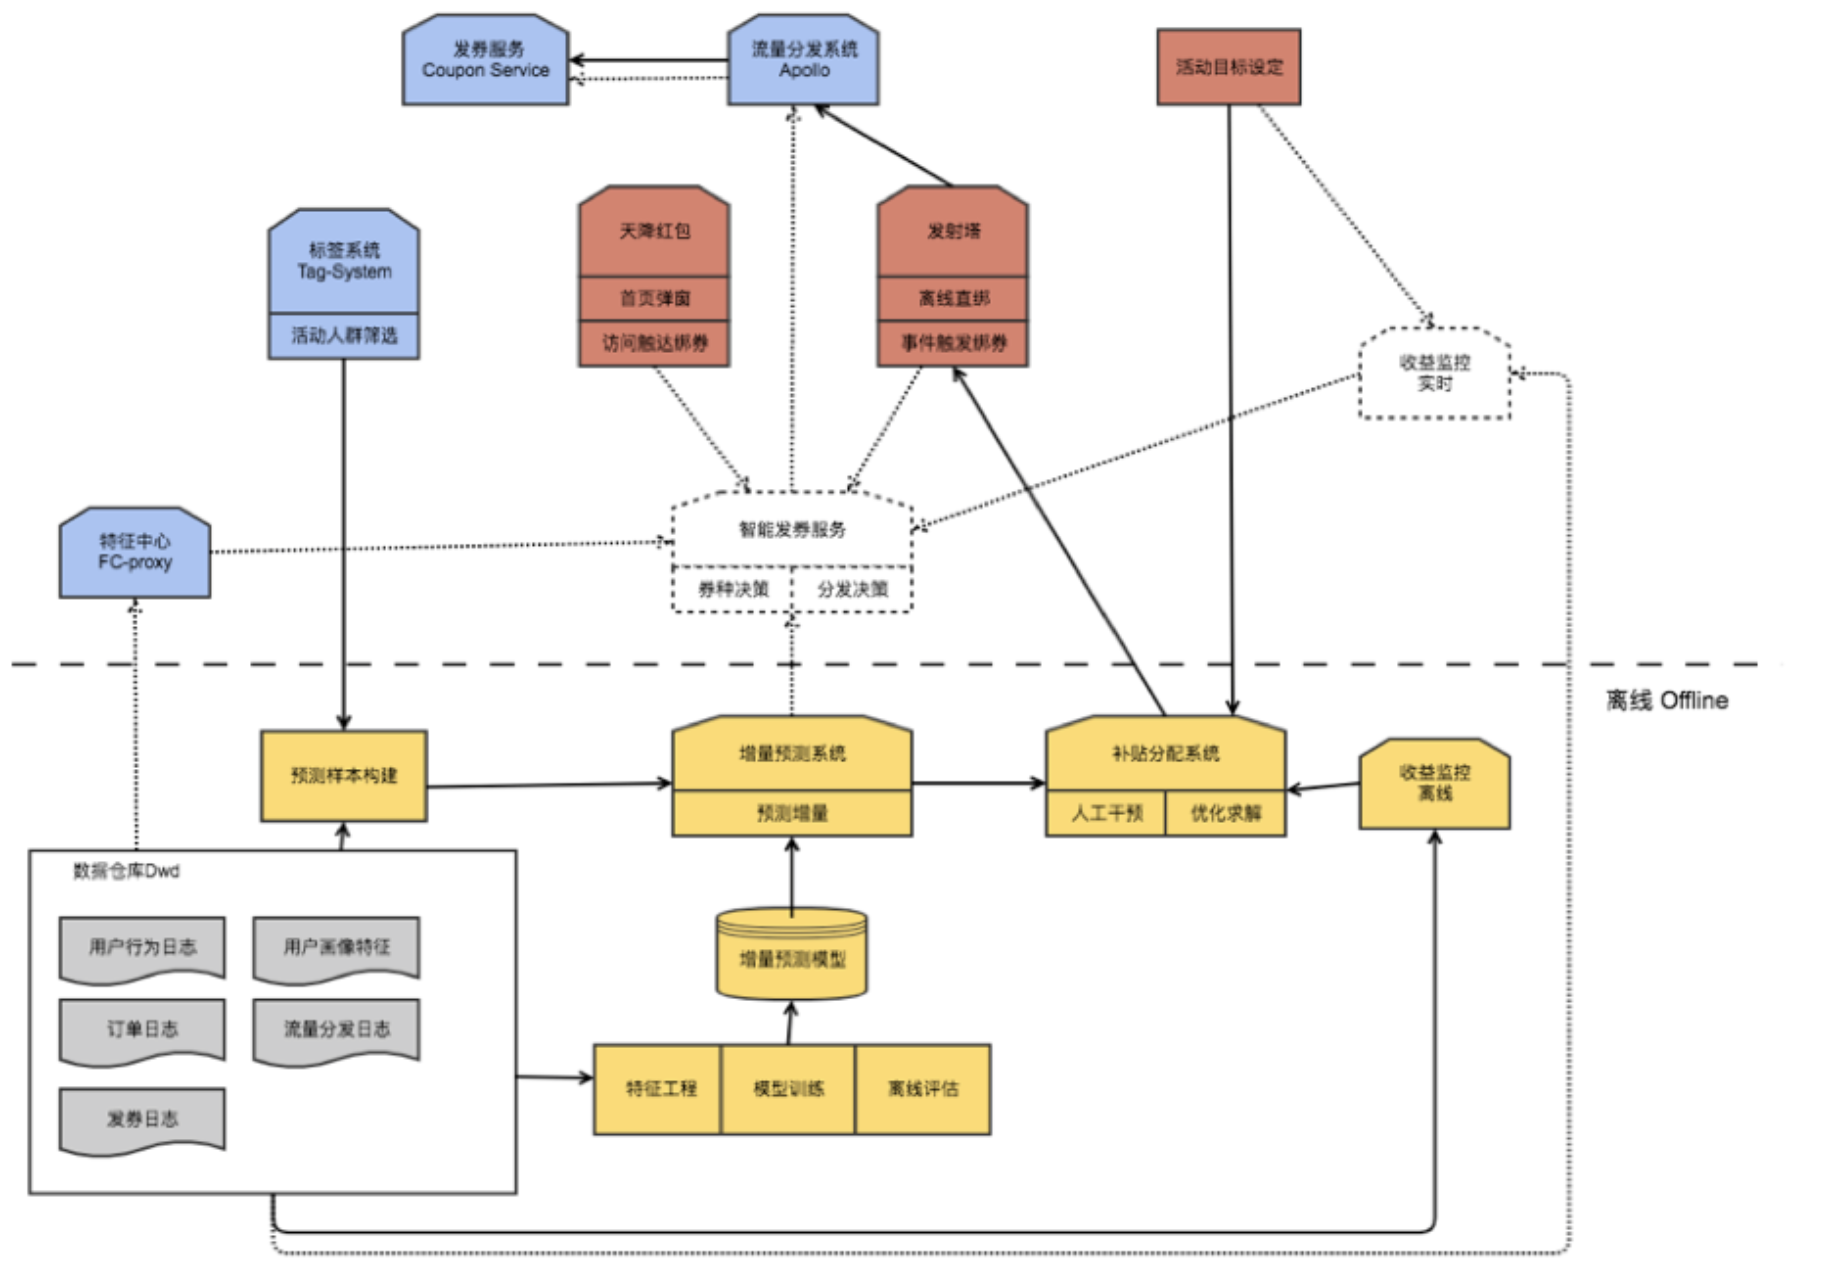 发券服务
Coupon Service
流量分发系统
Apollo
活动目标设定
标签系统
Tag-System
活动人群筛选
天降红包
首页弹窗
访问触达绑券
发射塔
离线直绑
事件触发绑券
收益监控
实时
特征中心
FC-proxy
智能发券服务
券种决策
分发决策
离线 Offline
预测样本构建
增量预测系统
预测增量
补贴分配系统
人工干预
优化求解
收益监控
离线
数据仓库Dwd
用户行为日志
用户画像特征
订单日志
流量分发日志
发券日志
增量预测模型
特征工程
模型训练
离线评估